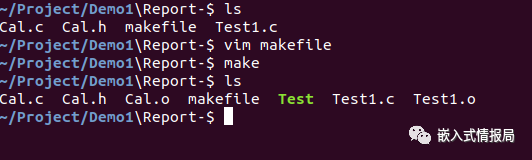 ~/Project/Demo1\Report-$ ls
Cal.c  Cal.h  makefile  Test1.c
~/Project/Demo1\Report-$ vim makefile
~/Project/Demo1\Report-$ make
~/Project/Demo1\Report-$ ls
Cal.c  Cal.h  Cal.o  makefile  Test  Test1.c  Test1.o
~/Project/Demo1\Report-$
嵌入式情报局